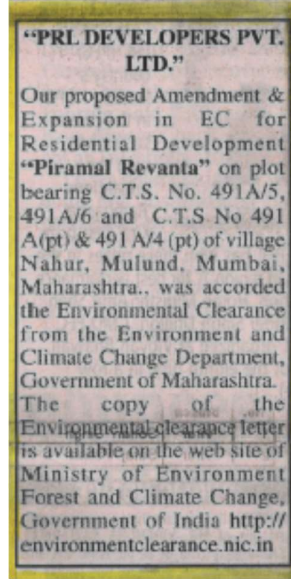 “PRL DEVELOPERS PVT.
LTD.”
Our proposed Amendment &
Expansion in EC for
Residential Development
“Piramal Revanta” on plot
bearing C.T.S. No. 491A/5,
491A/6 and C.T.S No 491
A(pt) & 491 A/4 (pt) of village
Nahur, Mulund, Mumbai,
Maharashtra.. was accorded
the Environmental Clearance
from the Environment and
Climate Change Department,
Government of Maharashtra.
The copy of the
Environmental clearance letter
is available on the web site of
Ministry of Environment
Forest and Climate Change,
Government of India http://
environmentclearance.nic.in